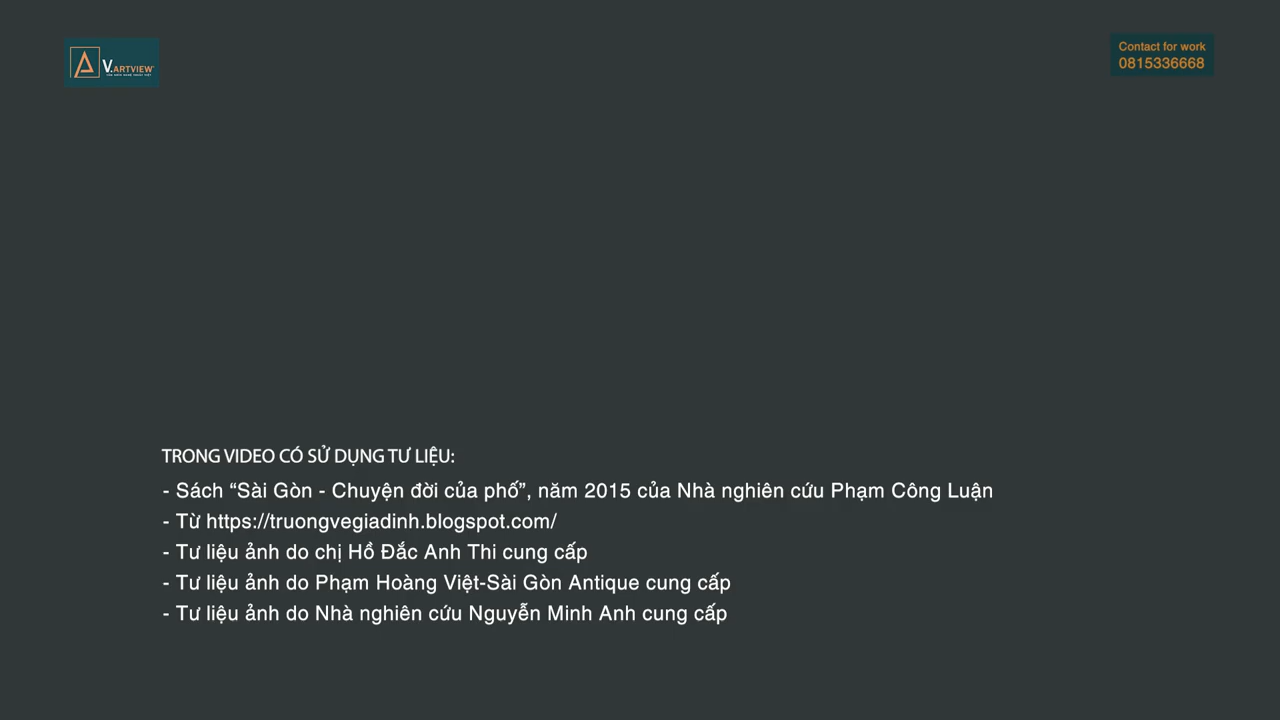 V.ARTVIEW
Contact for work
0815336668
TRONG VIDEO CÓ SỬ DỤNG TƯ LIỆU:
- Sách “Sài Gòn - Chuyện đời của phố”, năm 2015 của Nhà nghiên cứu Phạm Công Luận
- Từ https://truongvegiadinh.blogspot.com/
- Tư liệu ảnh do chị Hồ Đắc Anh Thi cung cấp
- Tư liệu ảnh do Phạm Hoàng Việt-Sài Gòn Antique cung cấp
- Tư liệu ảnh do Nhà nghiên cứu Nguyễn Minh Anh cung cấp